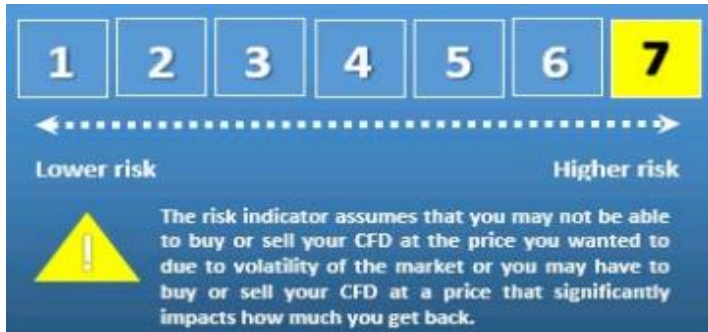 1 2 3 4 5 6 7
Lower risk Higher risk
!
The risk indicator assumes that you may not be able
to buy or sell your CFD at the price you wanted to
due to volatility of the market or you may have to
buy or sell your CFD at a price that significantly
impacts how much you get back.